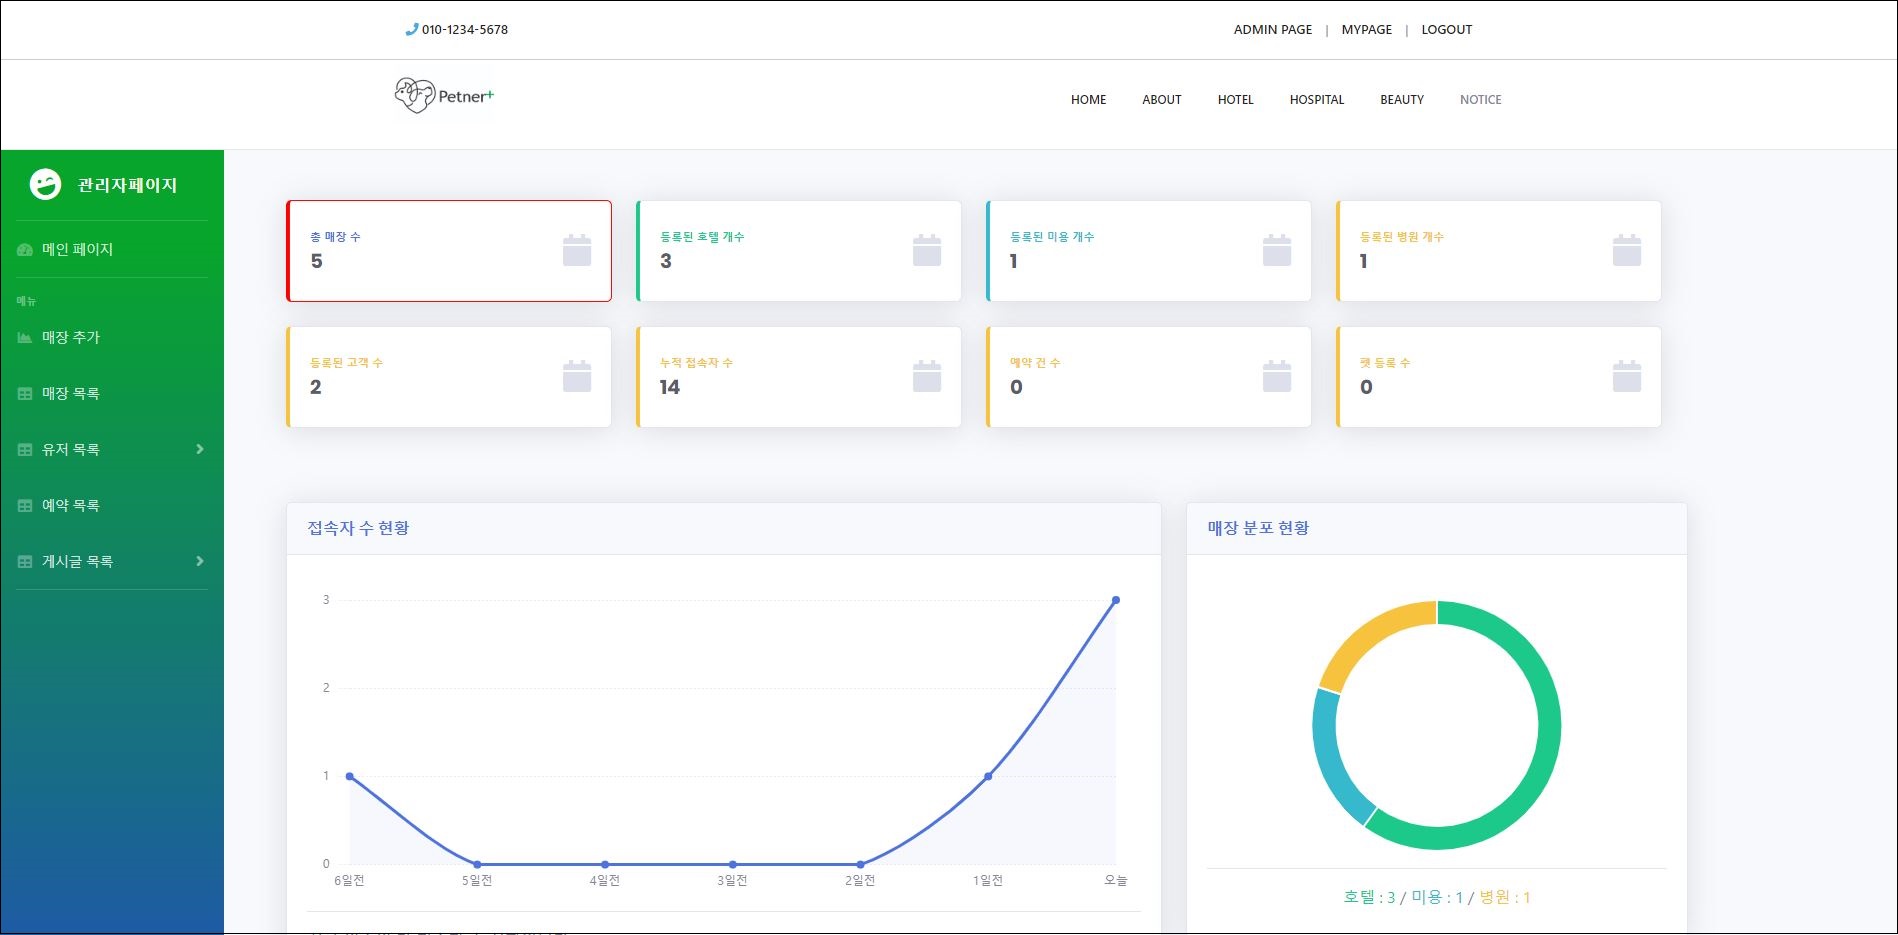 010-1234-5678
ADMIN PAGE | MYPAGE | LOGOUT
Petner+
HOME ABOUT HOTEL HOSPITAL BEAUTY NOTICE
관리자페이지
메인 페이지
메뉴
매장 추가
매장 목록
유저 목록
예약 목록
게시글 목록
총 매장 수
5
등록된 호텔 개수
3
등록된 미용 개수
1
등록된 병원 개수
1
등록된 고객 수
2
누적 접속자 수
14
예약 건 수
0
펫 등록 수
0
접속자 수 현황
3
2
1
0
6일전 5일전 4일전 3일전 2일전 1일전 오늘
매장 분포 현황
호텔 : 3 / 미용 : 1 / 병원 : 1